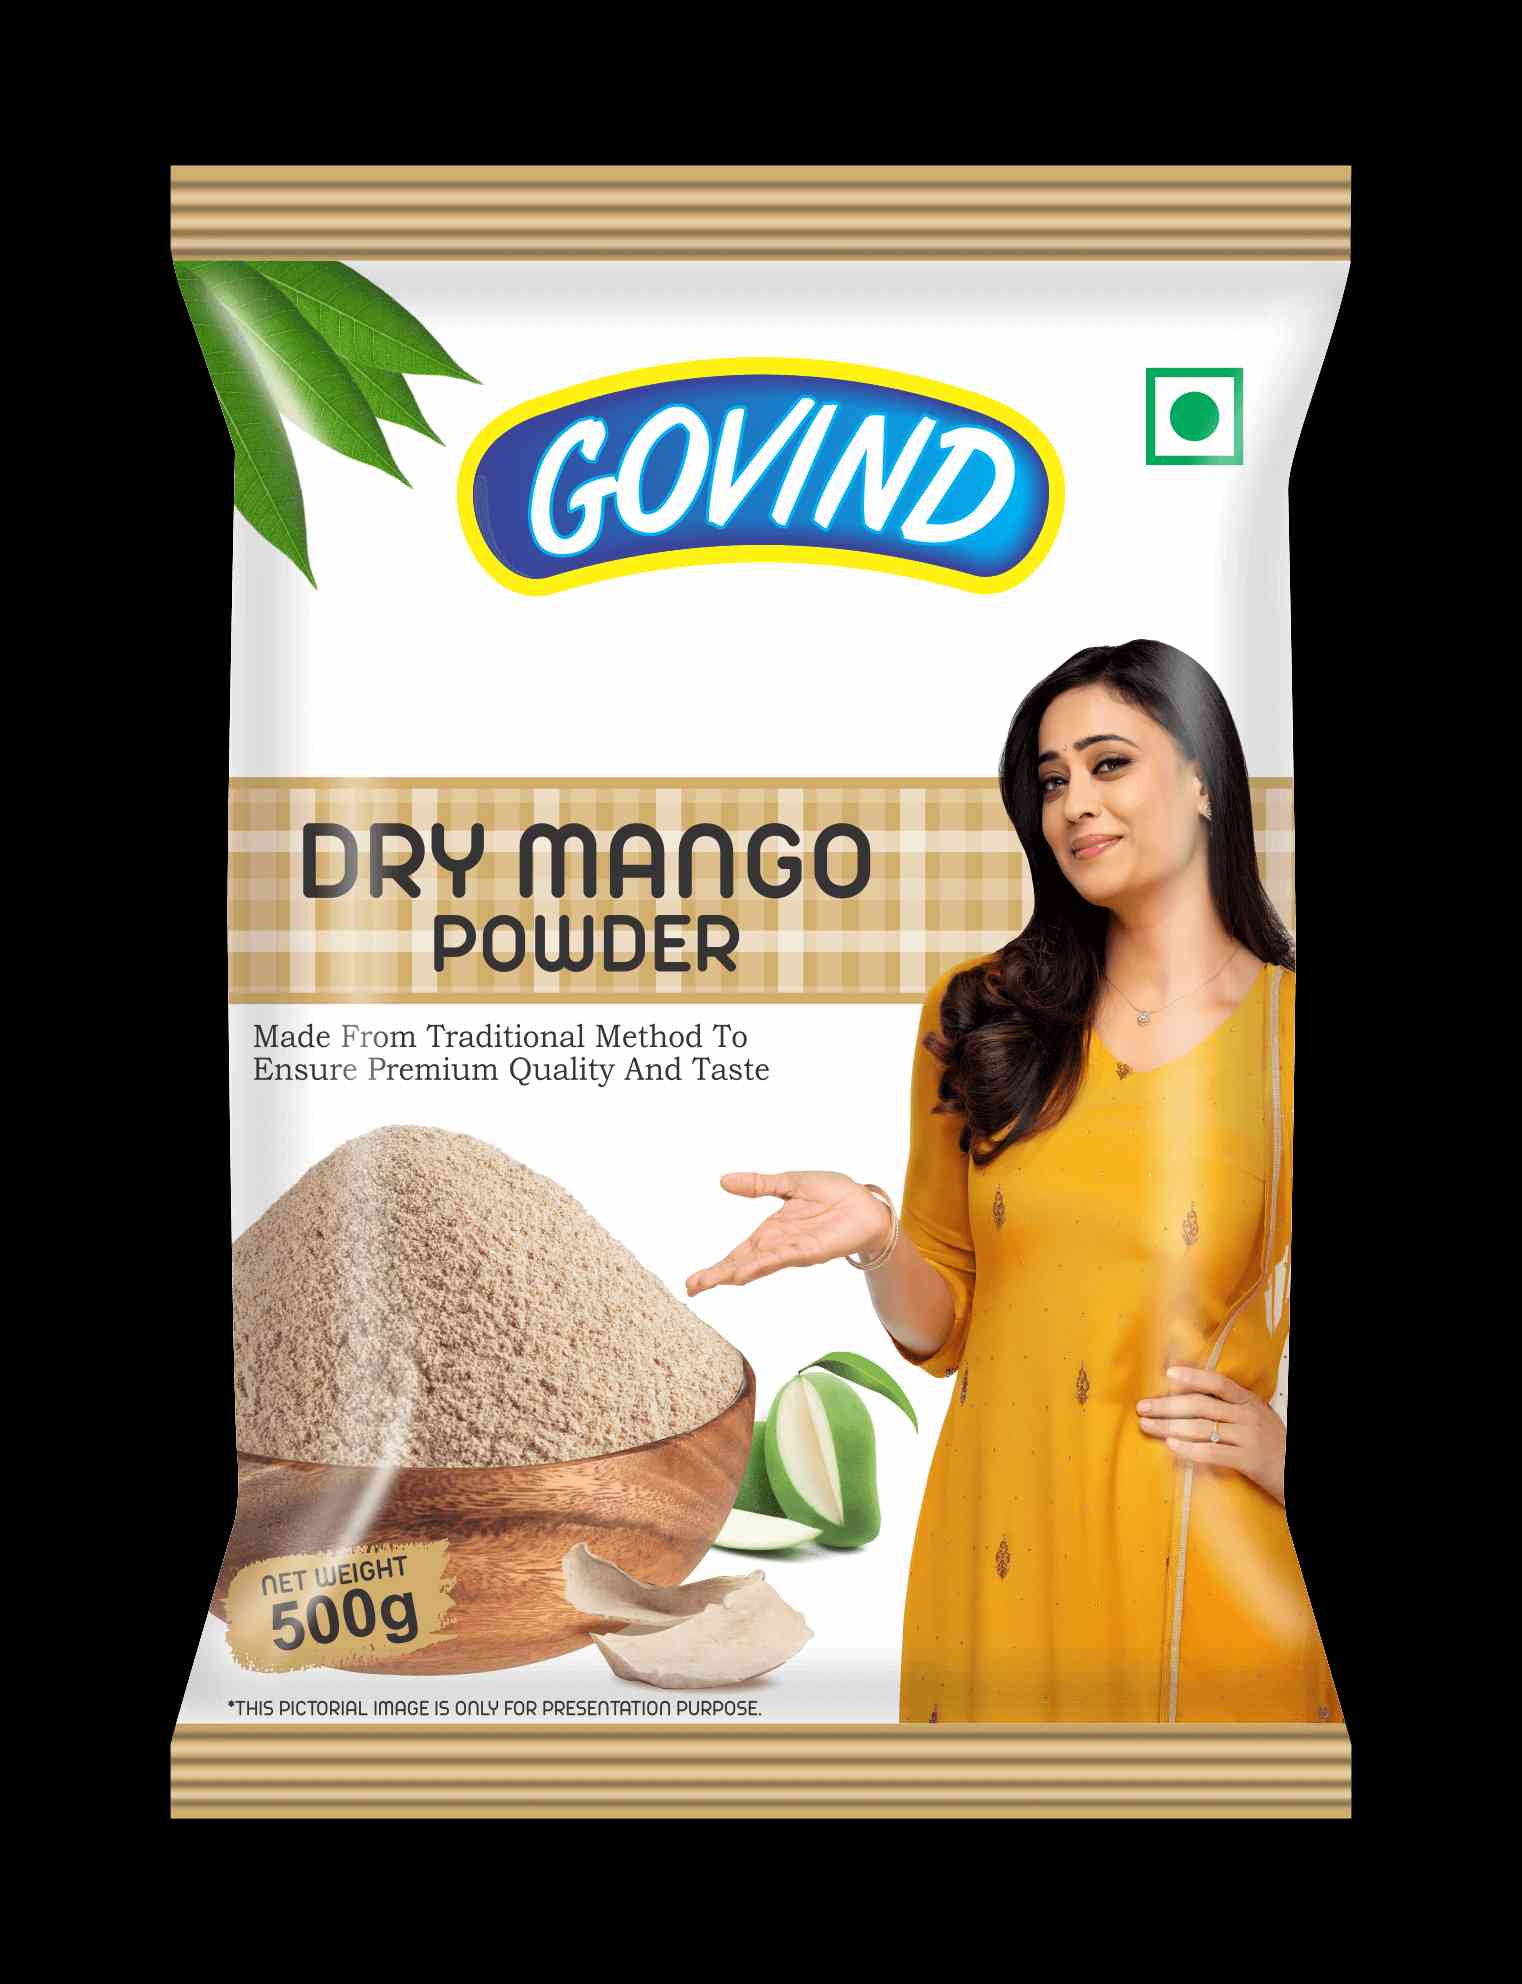 GOVIND
DRY MANGO
POWDER
Made From Traditional Method To
Ensure Premium Quality And Taste
NET WEIGHT
500g
*THIS PICTORIAL IMAGE IS ONLY FOR PRESENTATION PURPOSE.